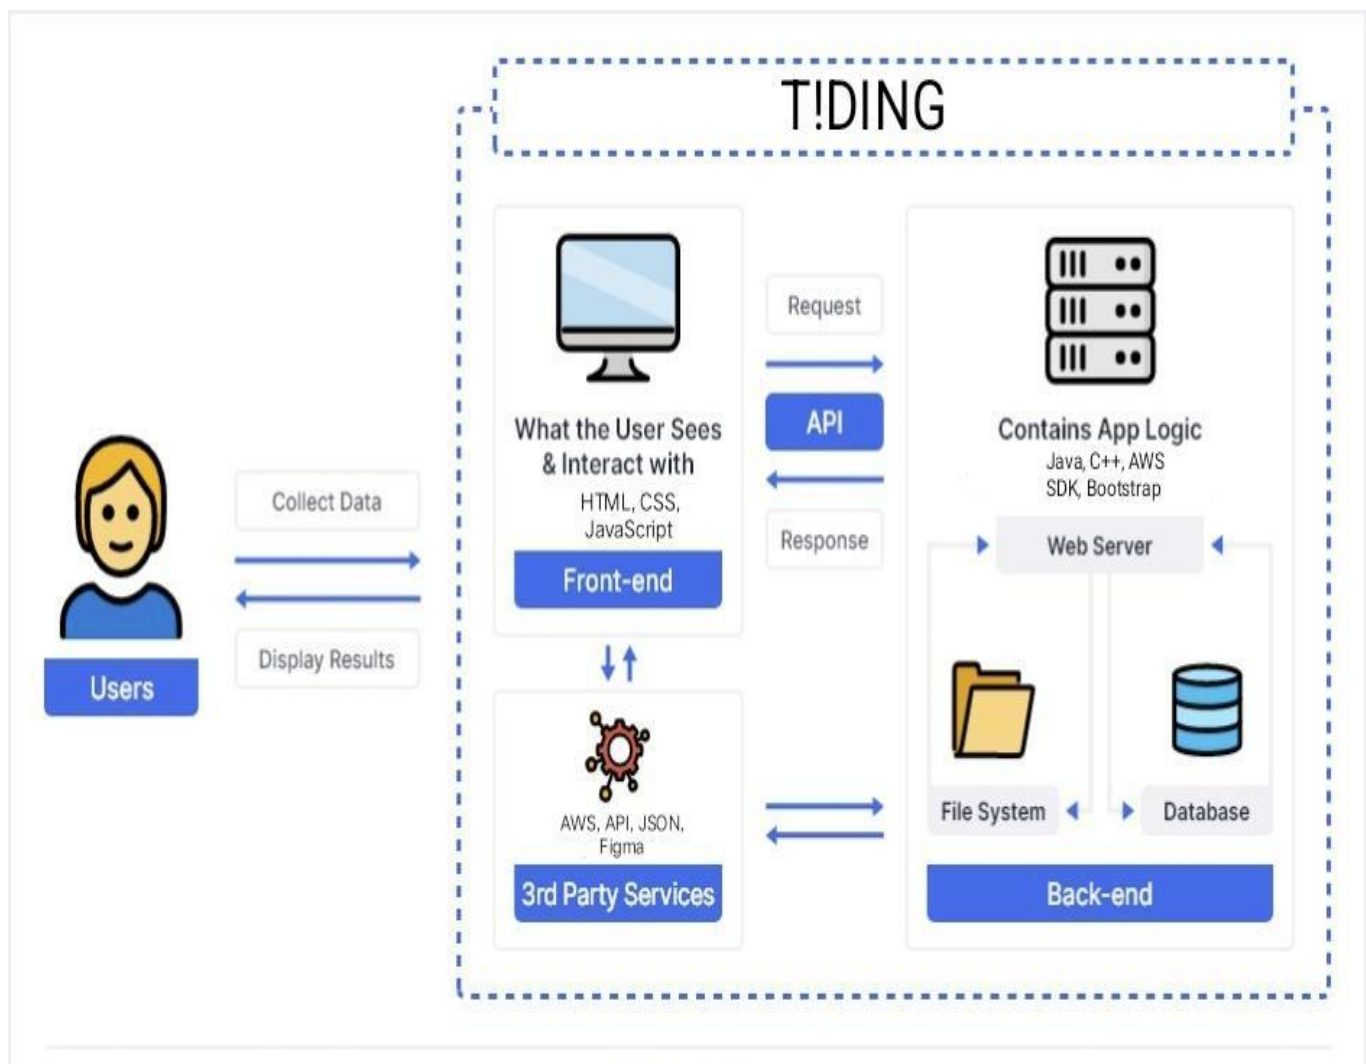 T!DING
Request
API
Response
What the User Sees
& Interact with
HTML, CSS,
JavaScript
Front-end
Contains App Logic
Java, C++, AWS
SDK, Bootstrap
Web Server
File System
Database
Back-end
Collect Data
Display Results
Users
AWS, API, JSON,
Figma
3rd Party Services